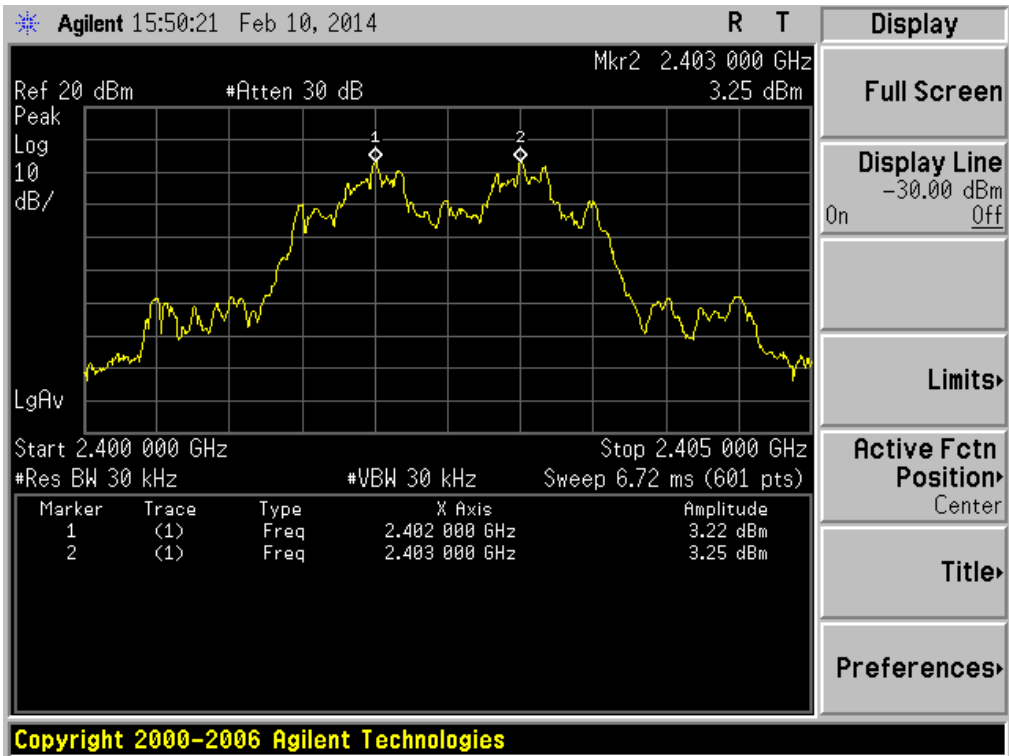 Agilent 15:50:21 Feb 10, 2014 R T
Display
Mkr2 2.403 000 GHz
Ref 20 dBm #Atten 30 dB 3.25 dBm
Peak
Log
10
dB/
1 2
LgAv
Start 2.400 000 GHz Stop 2.405 000 GHz
#Res BW 30 kHz #VBW 30 kHz Sweep 6.72 ms (601 pts)
Marker Trace Type X Axis Amplitude
1 (1) Freq 2.402 000 GHz 3.22 dBm
2 (1) Freq 2.403 000 GHz 3.25 dBm
Full Screen
Display Line
-30.00 dBm
On Off
Limits
Active Fctn
Position
Center
Title
Preferences
Copyright 2000-2006 Agilent Technologies